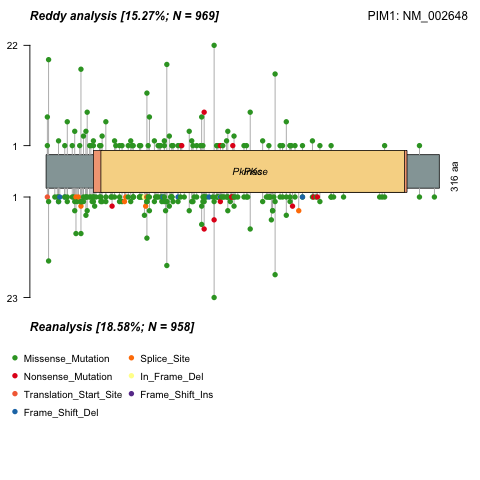 Reddy analysis [15.27%; N = 969]
PIM1: NM_002648
22
1
1
23
316 aa
Reanalysis [18.58%; N = 958]
Missense_Mutation
Splice_Site
Nonsense_Mutation
In_Frame_Del
Translation_Start_Site
Frame_Shift_Ins
Frame_Shift_Del